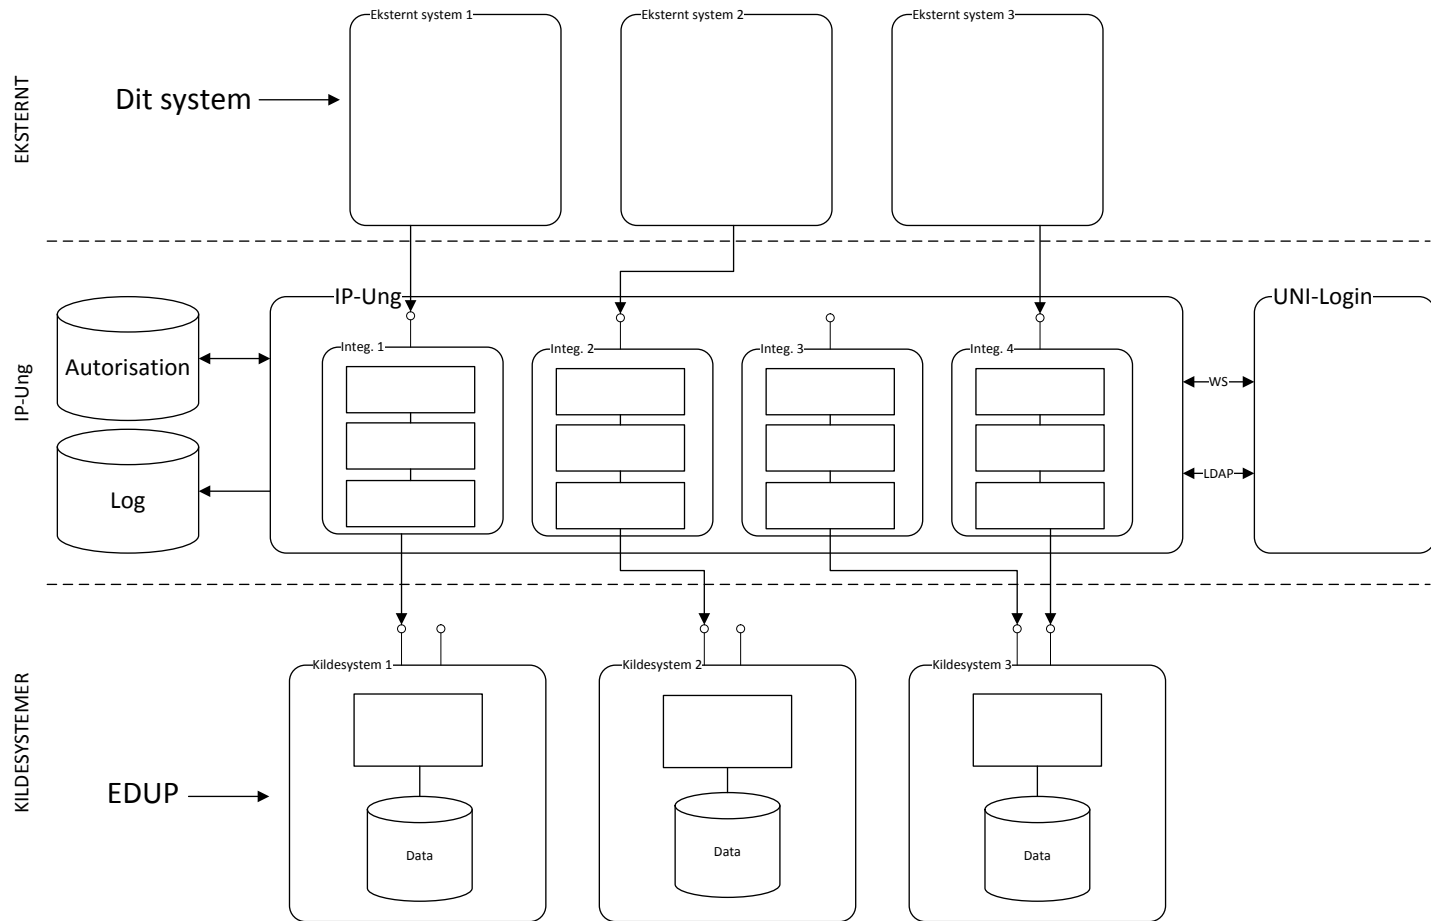 Eksternt system 1
Eksternt system 2
Eksternt system 3
EKSTERNT
Dit system
IP-Ung
UNI-Login
IP-Ung
Autorisation
Log
Integ. 1
Integ. 2
Integ. 3
Integ. 4
WS
LDAP
KILDESYSTEMER
Kildesystem 1
Kildesystem 2
Kildesystem 3
EDUP
Data
Data
Data